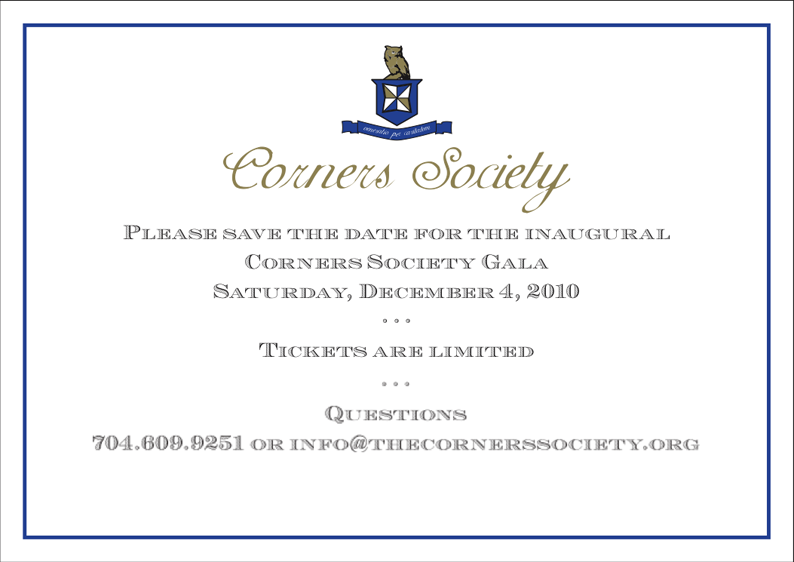 Corners Society
Please save the date for the inaugural
Corners Society Gala
Saturday, December 4, 2010
...
Tickets are limited
...
Questions
704.609.9251 or info@thecornerssociety.org